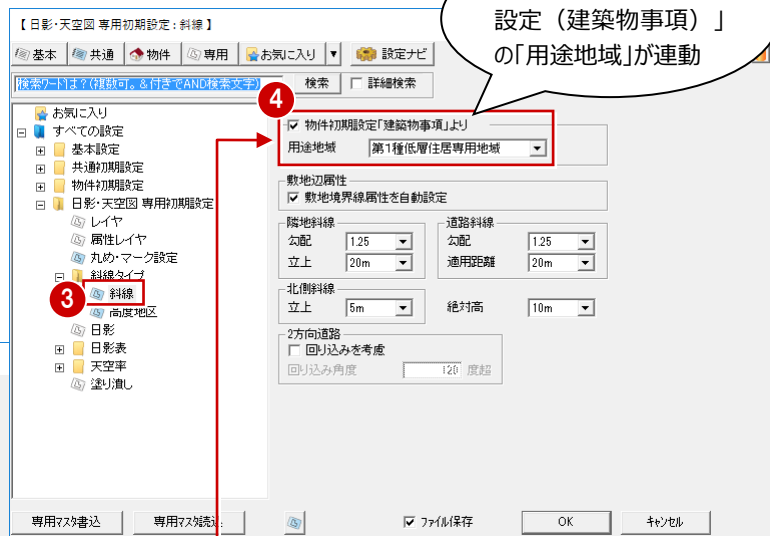 設定（建築物事項）」
の「用途地域」が連動
【 日影･天空図 専用初期設定 : 斜線 】
基本 共通 物件 専用 お気に入り ▼ 設定ナビ
検索ワードは？(複数可。＆付きでAND検索文字) 検索 詳細検索
4
お気に入り
すべての設定
基本設定
共通初期設定
物件初期設定
日影･天空図 専用初期設定
レイヤ
属性レイヤ
丸め･マーク設定
斜線タイプ
3
斜線
高度地区
日影
日影表
天空率
塗り潰し
物件初期設定「建築物事項」より
用途地域 第1種低層住居専用地域
敷地辺属性
敷地境界線属性を自動設定
隣地斜線 道路斜線
勾配 1.25 勾配 1.25
立上 20m 適用距離 20m
北側斜線
立上 5m 絶対高 10m
2方向道路
回り込みを考慮
回り込み角度 120 度超
専用マスタ書込 専用マスタ読込 ファイル保存 OK キャンセル